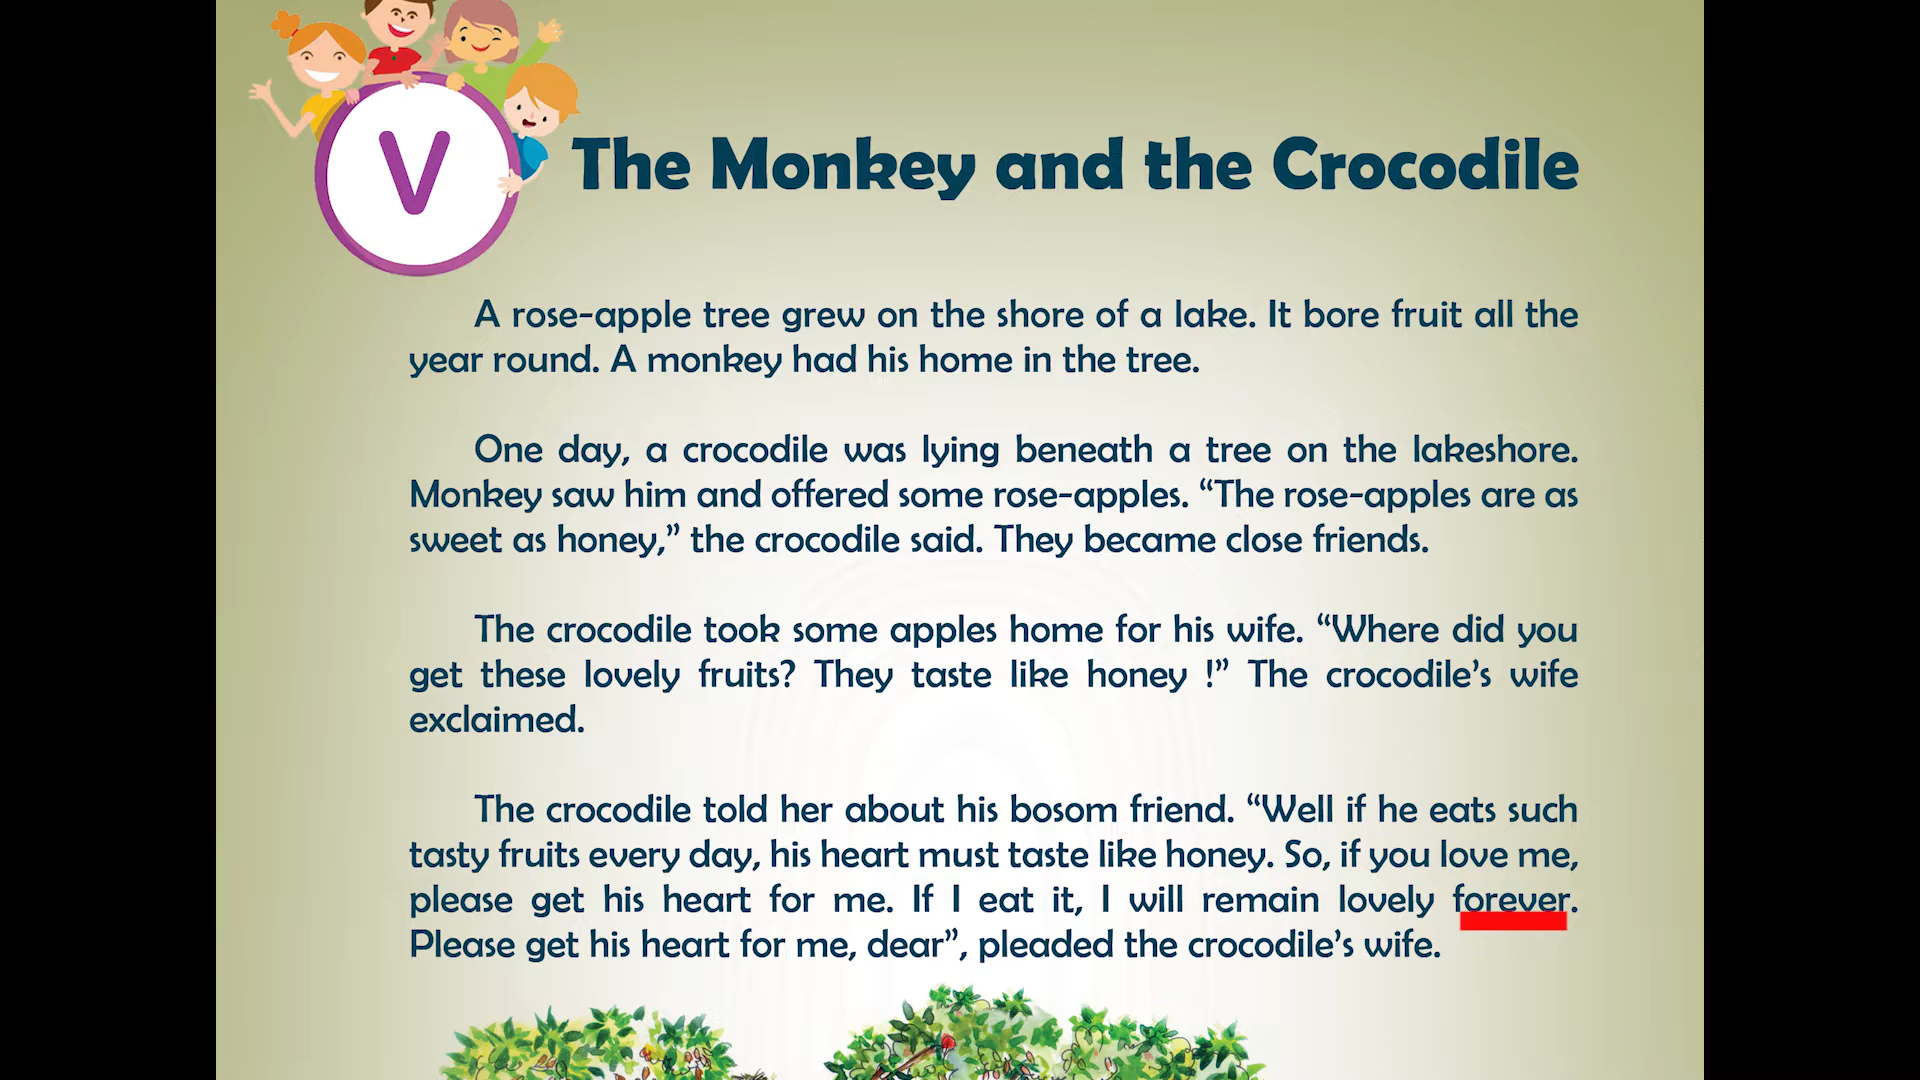 V
The Monkey and the Crocodile
A rose-apple tree grew on the shore of a lake. It bore fruit all the
year round. A monkey had his home in the tree.
One day, a crocodile was lying beneath a tree on the lakeshore.
Monkey saw him and offered some rose-apples. “The rose-apples are as
sweet as honey,” the crocodile said. They became close friends.
The crocodile took some apples home for his wife. “Where did you
get these lovely fruits? They taste like honey !” The crocodile’s wife
exclaimed.
The crocodile told her about his bosom friend. “Well if he eats such
tasty fruits every day, his heart must taste like honey. So, if you love me,
please get his heart for me. If I eat it, I will remain lovely forever.
Please get his heart for me, dear”, pleaded the crocodile’s wife.